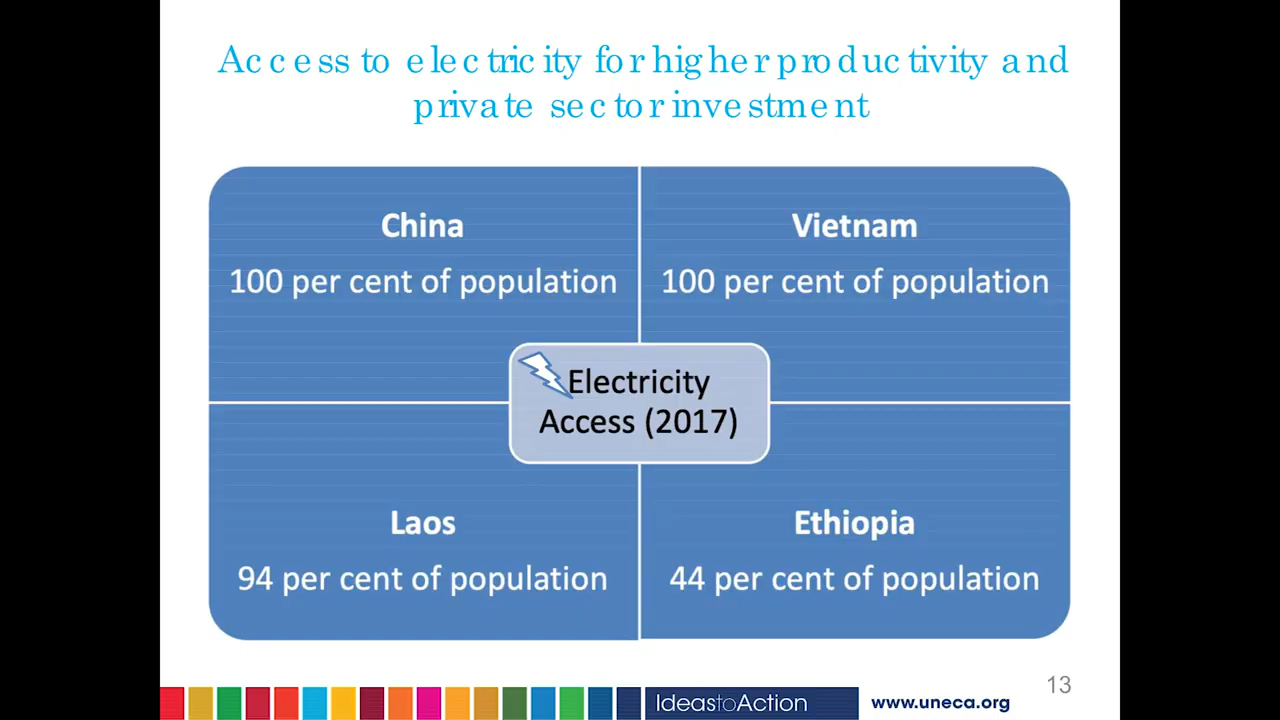 Access to electricity for higher productivity and
private sector investment
China
100 per cent of population
Vietnam
100 per cent of population
Electricity
Access (2017)
Laos
94 per cent of population
Ethiopia
44 per cent of population
13
IdeastoAction
www.uneca.org